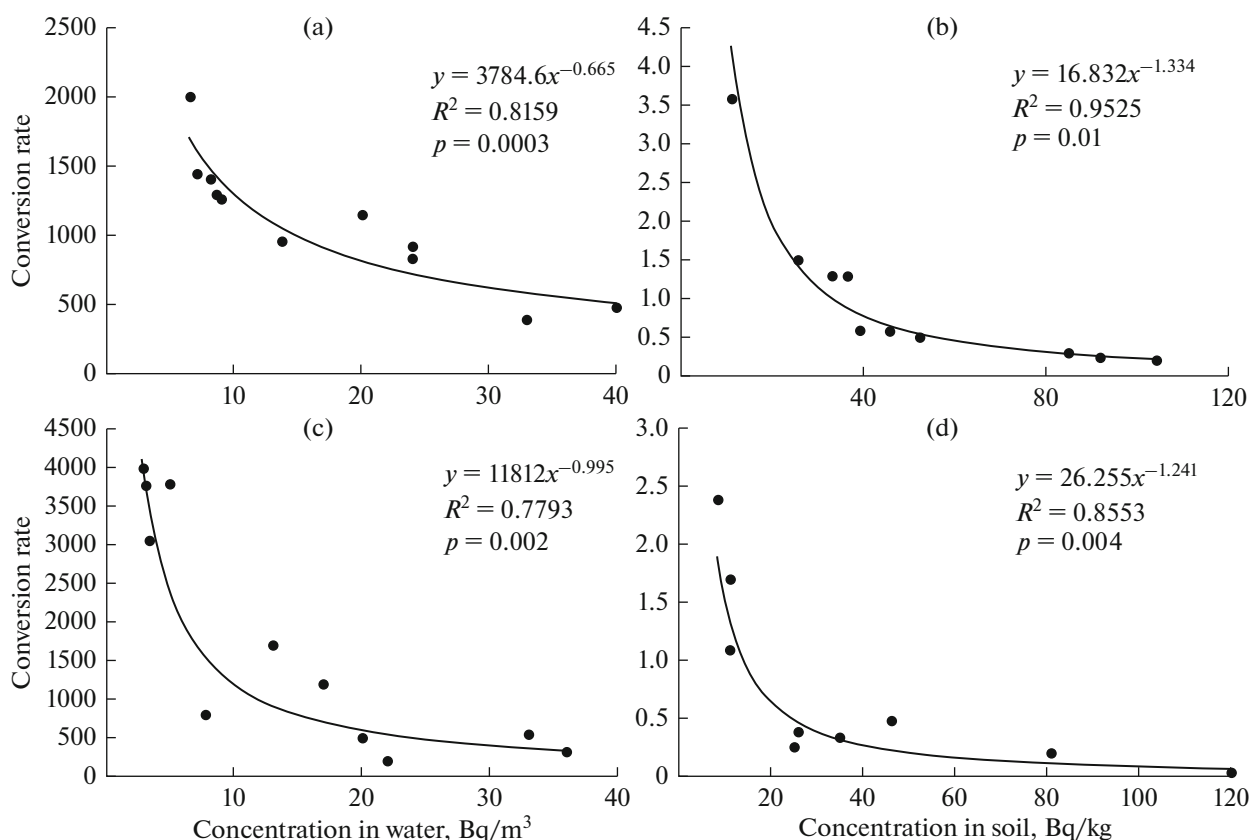 (a)
y = 3784.6x^−0.665
R² = 0.8159
p = 0.0003
Conversion rate
2500
2000
1500
1000
500
0
10 20 30 40
(b)
y = 16.832x^−1.334
R² = 0.9525
p = 0.01
4.5
4.0
3.5
3.0
2.5
2.0
1.5
1.0
0.5
0
40 80 120
(c)
y = 11812x^−0.995
R² = 0.7793
p = 0.002
Conversion rate
4500
4000
3500
3000
2500
2000
1500
1000
500
0
10 20 30 40
Concentration in water, Bq/m³
(d)
y = 26.255x^−1.241
R² = 0.8553
p = 0.004
3.0
2.5
2.0
1.5
1.0
0.5
0
20 40 60 80 100 120
Concentration in soil, Bq/kg